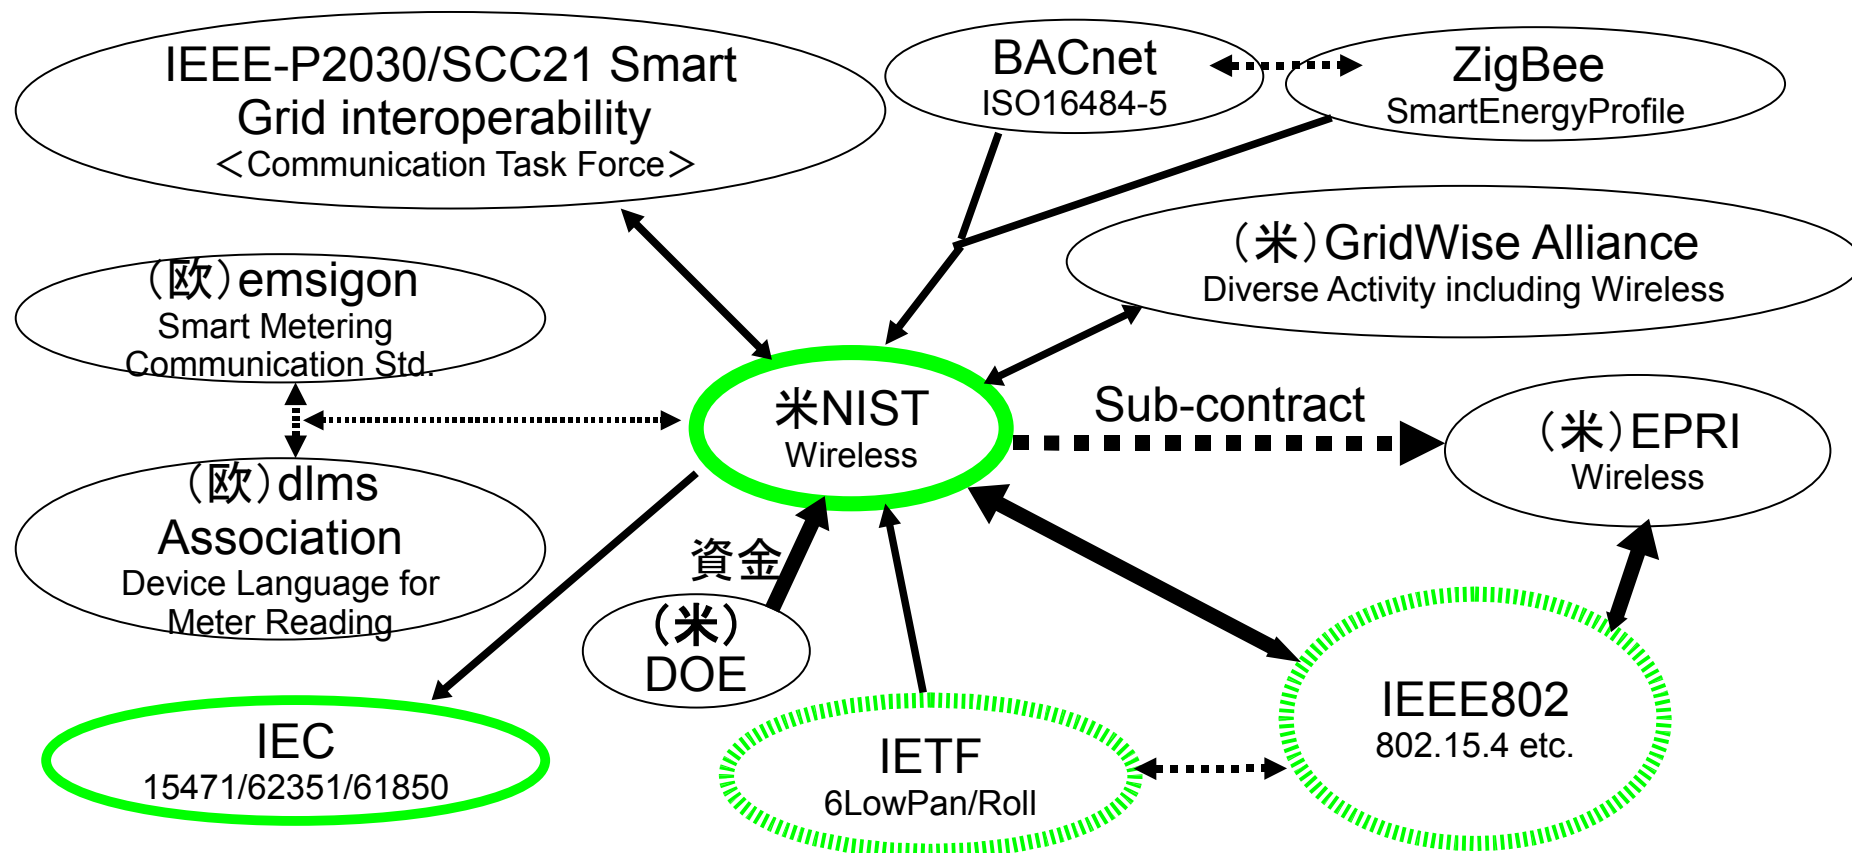 IEEE-P2030/SCC21 Smart
Grid interoperability
＜Communication Task Force＞
BACnet
ISO16484-5
ZigBee
SmartEnergyProfile
（米）GridWise Alliance
Diverse Activity including Wireless
（欧）emsigon
Smart Metering
Communication Std.
米NIST
Wireless
Sub-contract
（米）EPRI
Wireless
（欧）dlms
Association
Device Language for
Meter Reading
資金
（米）
DOE
IEC
15471/62351/61850
IETF
6LowPan/Roll
IEEE802
802.15.4 etc.